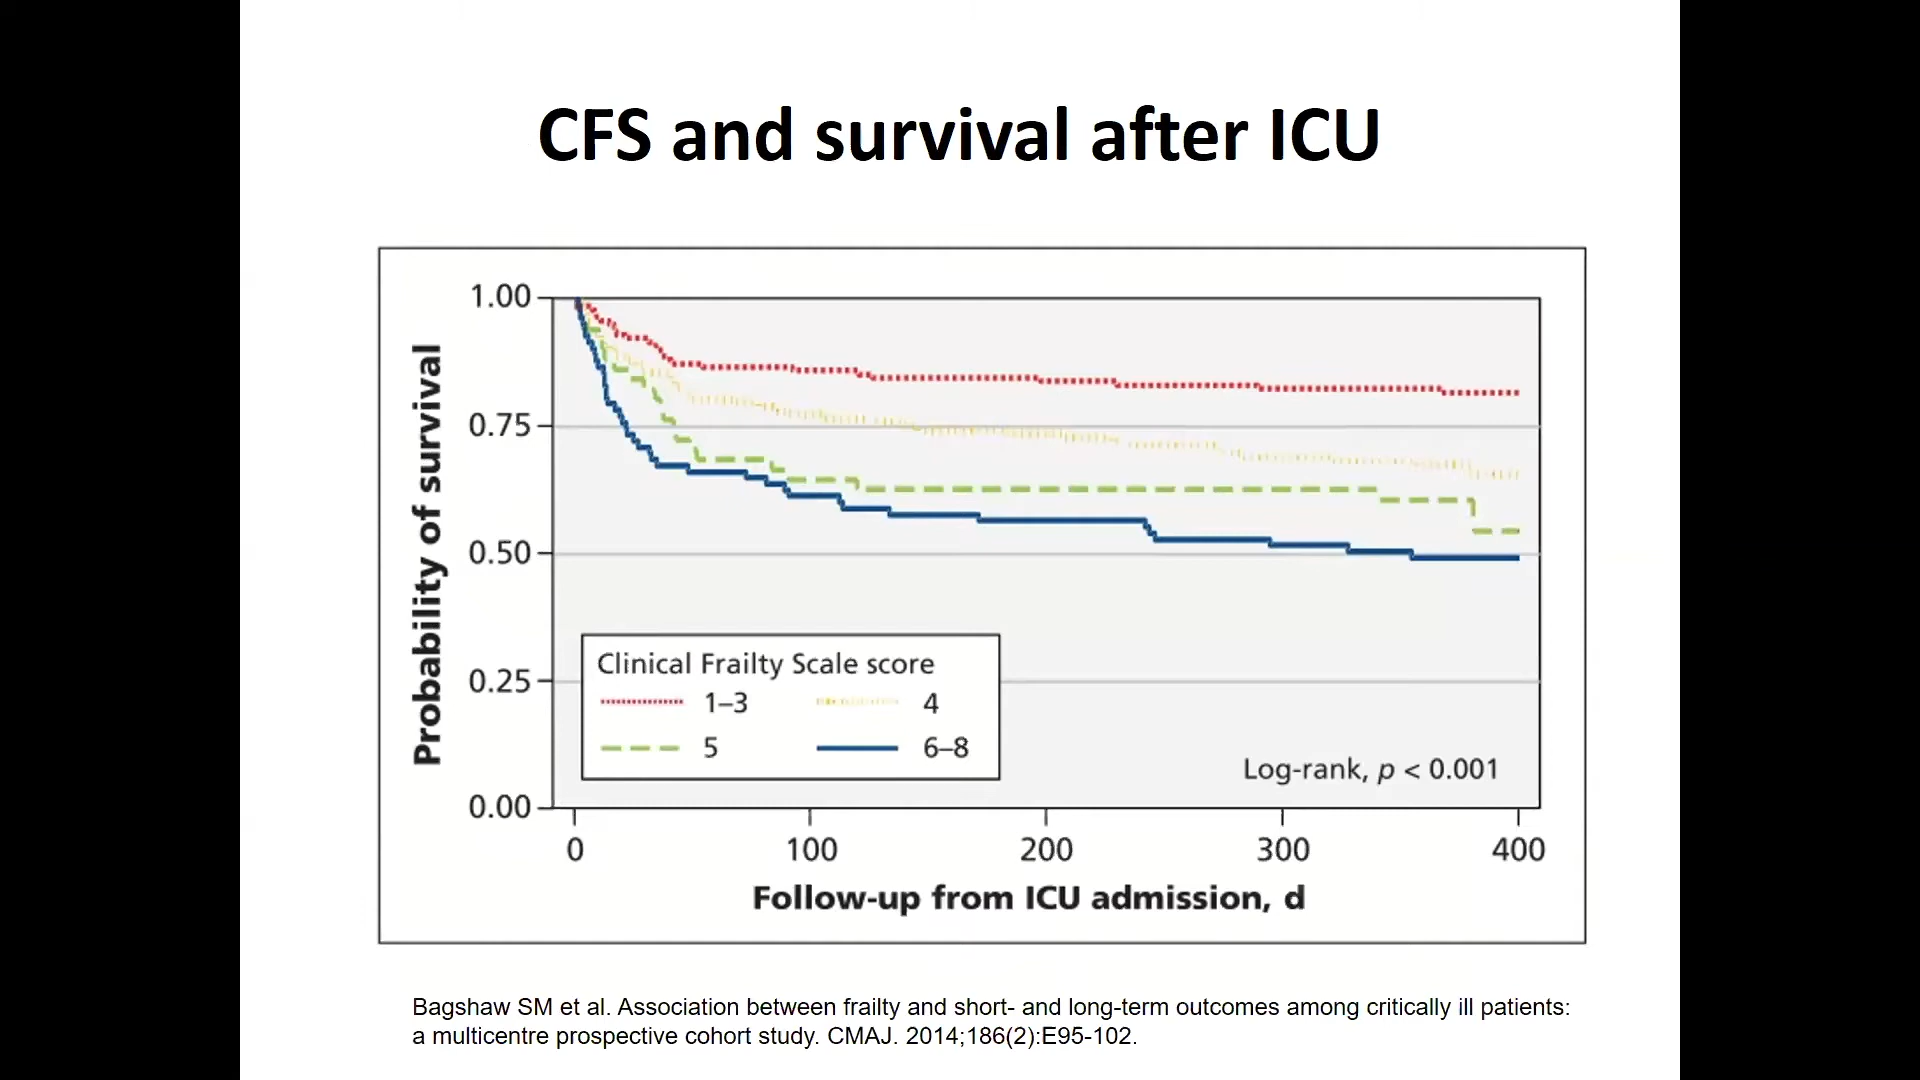 CFS and survival after ICU
Probability of survival
1.00
0.75
0.50
0.25
0.00
Clinical Frailty Scale score
1–3
4
5
6–8
Log-rank, p < 0.001
0
100
200
300
400
Follow-up from ICU admission, d
Bagshaw SM et al. Association between frailty and short- and long-term outcomes among critically ill patients:
a multicentre prospective cohort study. CMAJ. 2014;186(2):E95-102.